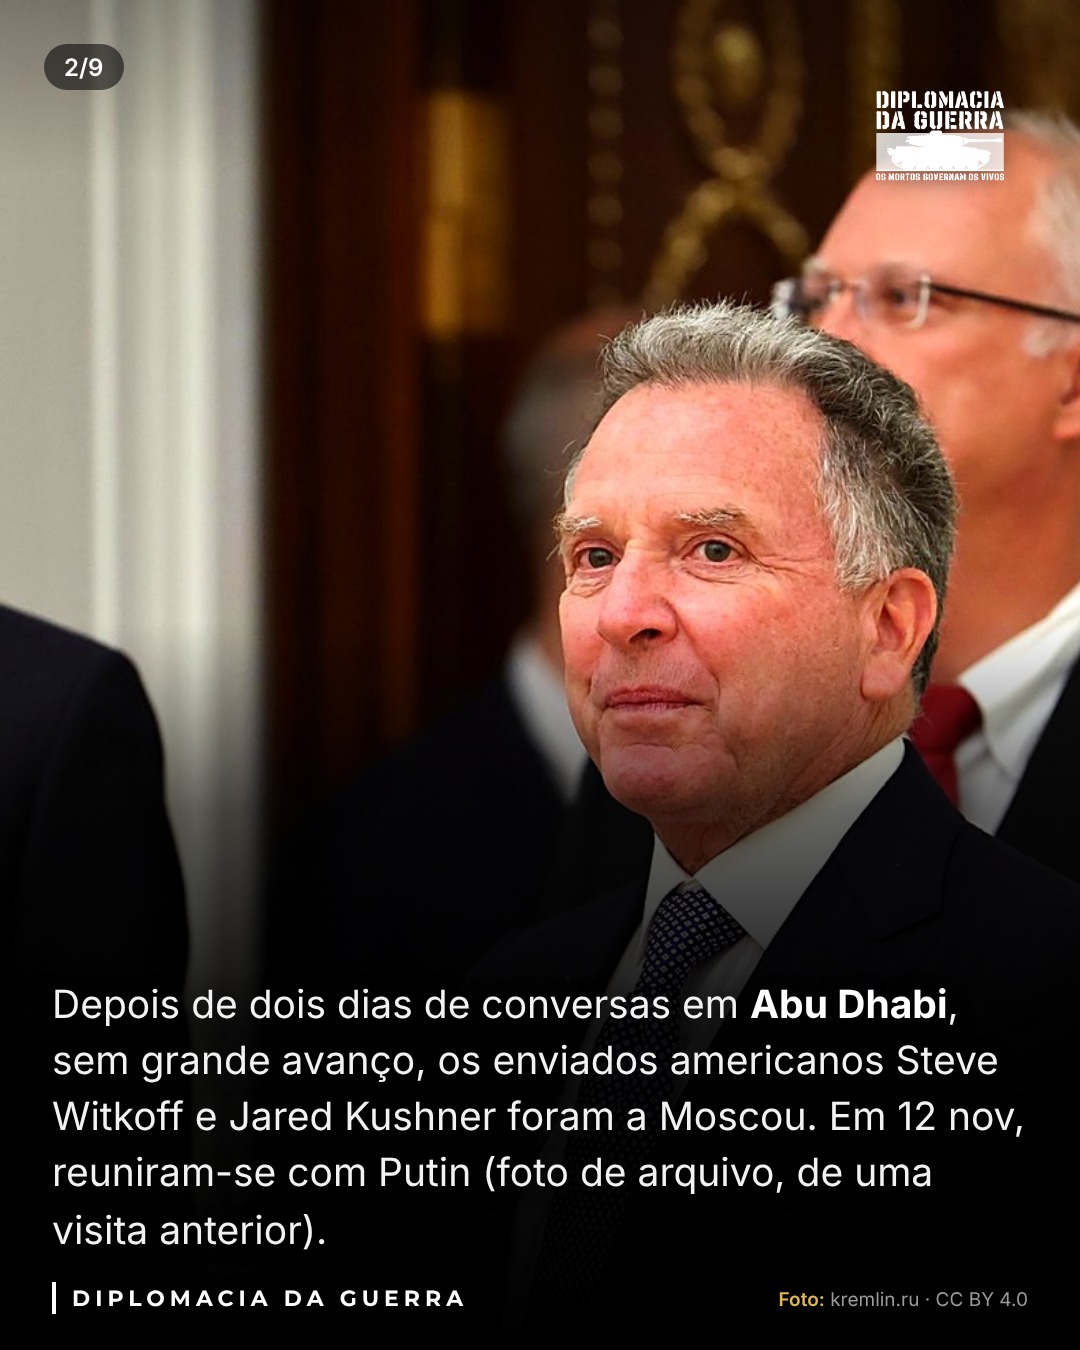 2/9
DIPLOMACIA
DA GUERRA
OS MORTOS GOVERNAM OS VIVOS
Depois de dois dias de conversas em Abu Dhabi,
sem grande avanço, os enviados americanos Steve
Witkoff e Jared Kushner foram a Moscou. Em 12 nov,
reuniram-se com Putin (foto de arquivo, de uma
visita anterior).
DIPLOMACIA DA GUERRA
Foto: kremlin.ru · CC BY 4.0